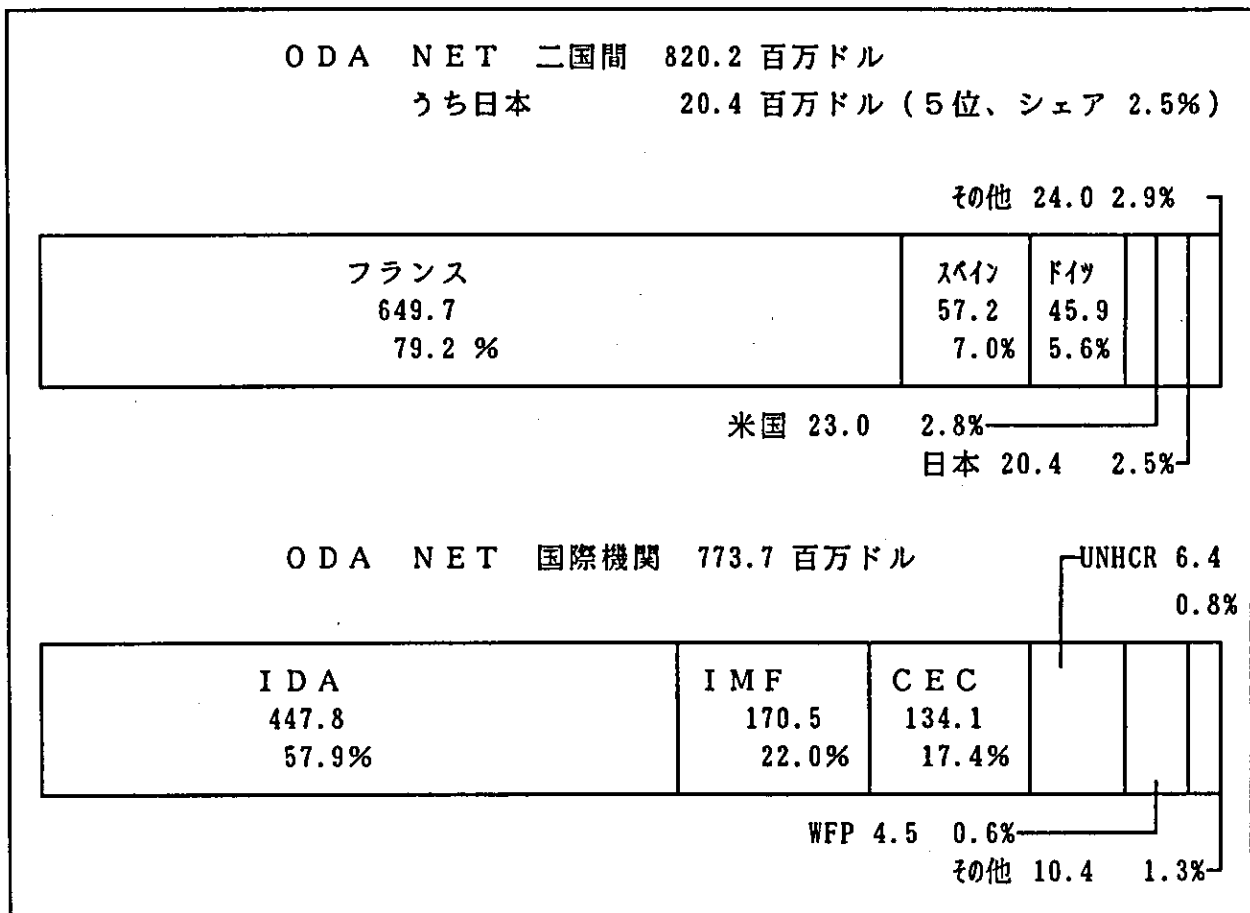 ＯＤＡ ＮＥＴ 二国間 820.2 百万ドル
うち日本 20.4 百万ドル (５位、シェア 2.5%)
その他 24.0 2.9%
フランス
649.7
79.2 %
スペイン
57.2
7.0%
ドイツ
45.9
5.6%
米国 23.0 2.8%
日本 20.4 2.5%
ＯＤＡ ＮＥＴ 国際機関 773.7 百万ドル
UNHCR 6.4
0.8%
ＩＤＡ
447.8
57.9%
ＩＭＦ
170.5
22.0%
ＣＥＣ
134.1
17.4%
WFP 4.5 0.6%
その他 10.4 1.3%